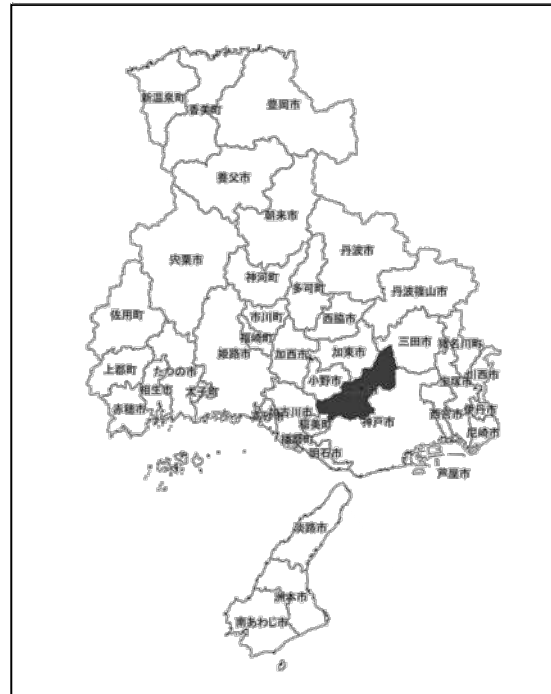 新温泉町
香美町
豊岡市
養父市
朝来市
丹波市
宍粟市
神河町
多可町
丹波篠山市
佐用町
市川町
西脇市
福崎町
三田市
猪名川町
姫路市
加西市
加東市
上郡町
たつの市
川西市
宝塚市
相生市
太子町
小野市
赤穂市
古川市
西宮市
伊丹市
稲美町
神戸市
尼崎市
播磨町
明石市
芦屋市
淡路市
洲本市
南あわじ市